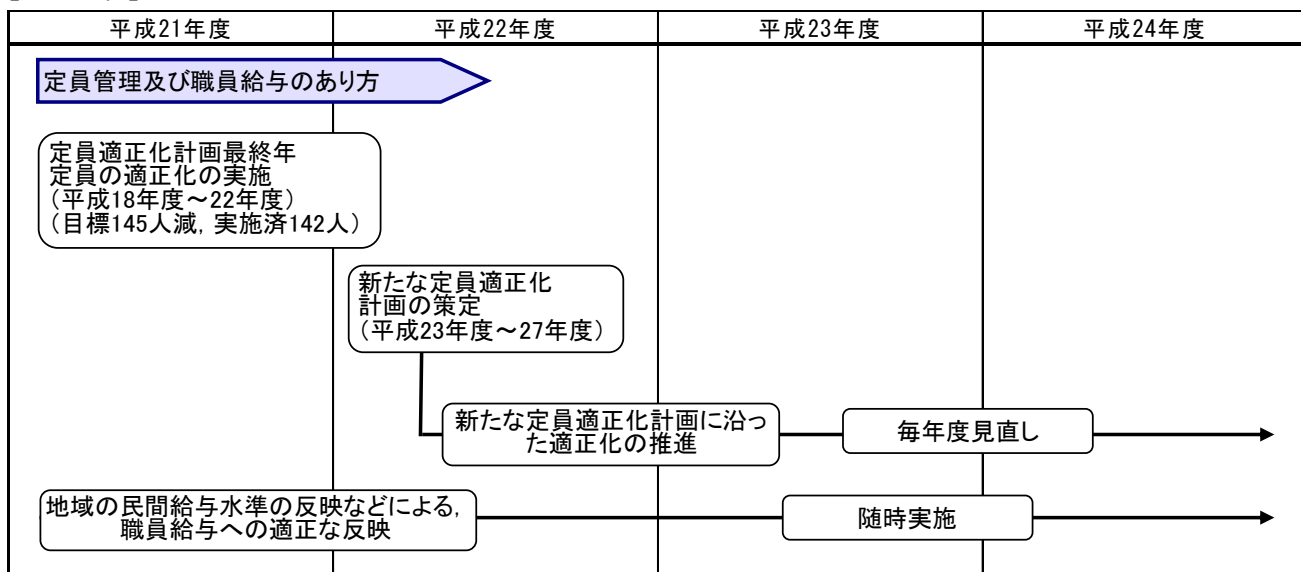 平成21年度
平成22年度
平成23年度
平成24年度
定員管理及び職員給与のあり方
定員適正化計画最終年
定員の適正化の実施
（平成18年度～22年度）
（目標145人減，実施済142人）
新たな定員適正化
計画の策定
（平成23年度～27年度）
新たな定員適正化計画に沿っ
た適正化の推進
毎年度見直し
地域の民間給与水準の反映などによる，
職員給与への適正な反映
随時実施